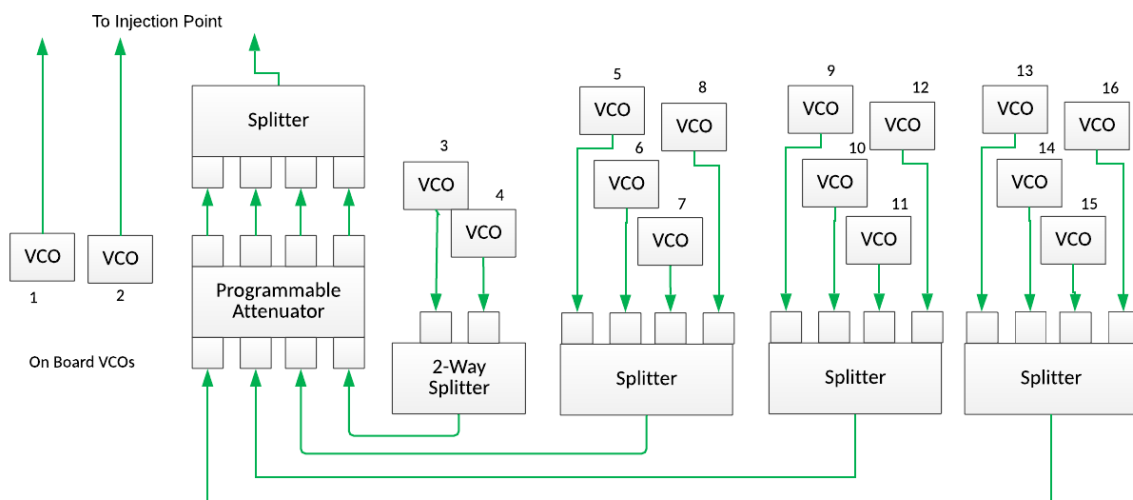 To Injection Point
Splitter
VCO
1
VCO
2
On Board VCOs
Programmable
Attenuator
3
VCO
4
VCO
2-Way
Splitter
5
VCO
6
VCO
7
VCO
8
VCO
Splitter
9
VCO
10
VCO
11
VCO
12
VCO
Splitter
13
VCO
14
VCO
15
VCO
16
VCO
Splitter